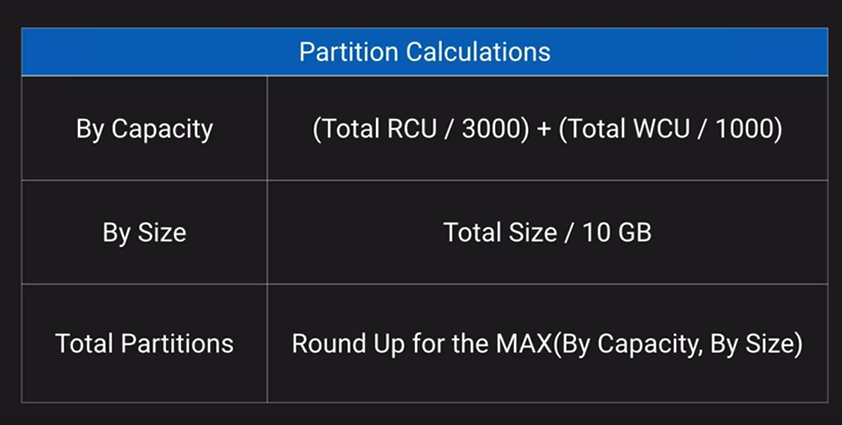 Partition Calculations
By Capacity
(Total RCU / 3000) + (Total WCU / 1000)
By Size
Total Size / 10 GB
Total Partitions
Round Up for the MAX(By Capacity, By Size)